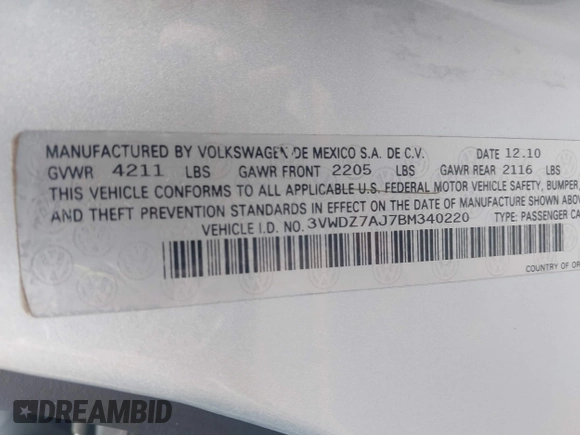 MANUFACTURED BY VOLKSWAGEN DE MEXICO S.A. DE C.V. DATE 12.10
GVWR 4211 LBS GAWR FRONT 2205 LBS GAWR REAR 2116 LBS
THIS VEHICLE CONFORMS TO ALL APPLICABLE U.S. FEDERAL MOTOR VEHICLE SAFETY, BUMPER,
AND THEFT PREVENTION STANDARDS IN EFFECT ON THE DATE OF MANUFACTURE SHOWN ABOVE
VEHICLE I.D. NO. 3VWDZ7AJ7BM340220 TYPE: PASSENGER CA
COUNTRY OF OR
DREAMBID